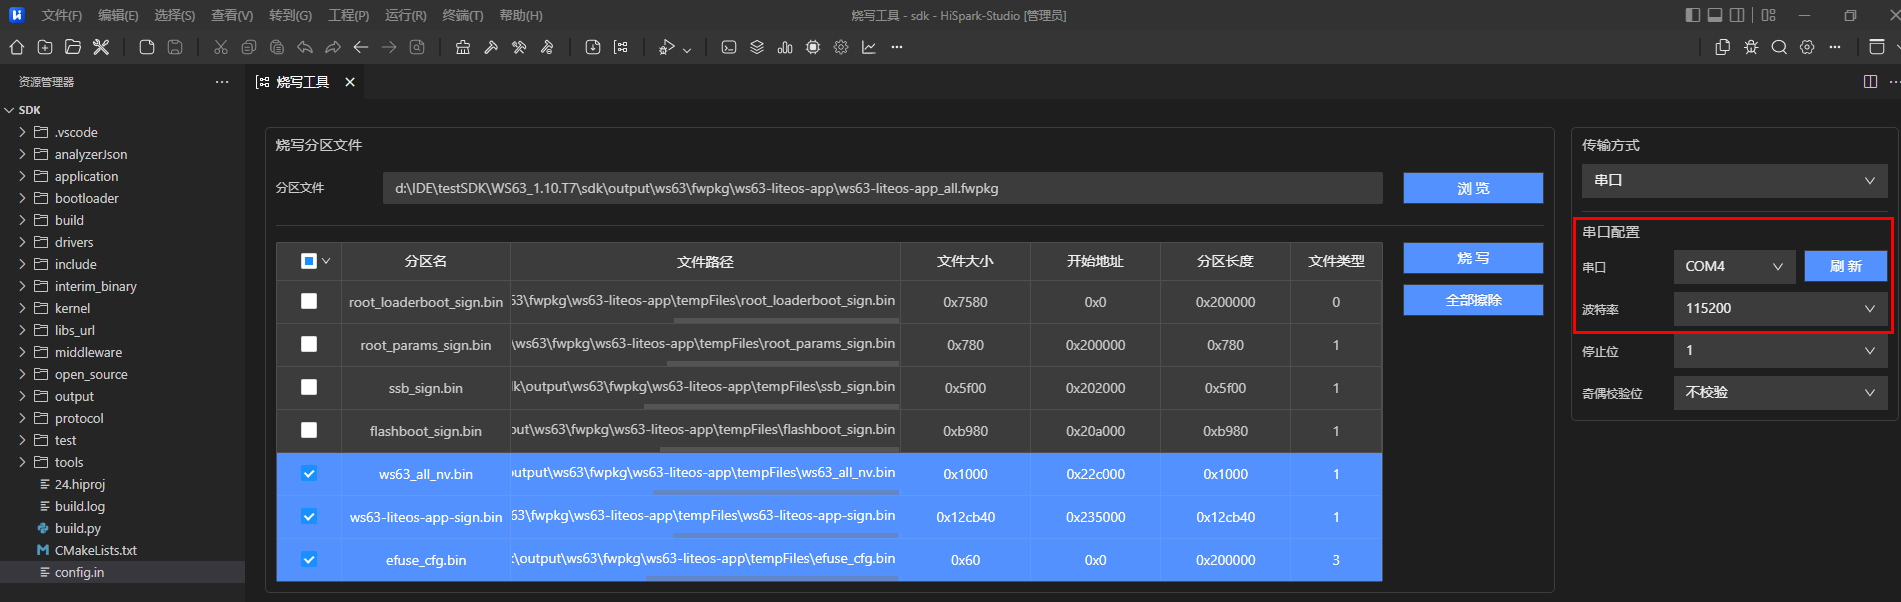 文件(F) 编辑(E) 选择(S) 查看(V) 转到(G) 工程(P) 运行(R) 终端(T) 帮助(H) 烧写工具 - sdk - HiSpark-Studio [管理员]
资源管理器 ···
SDK
.vscode
analyzerJson
application
bootloader
build
drivers
include
interim_binary
kernel
libs_url
middleware
open_source
output
protocol
test
tools
24.hiproj
build.log
build.py
CMakeLists.txt
config.in
烧写工具
烧写分区文件
分区文件 d:\IDE\testSDK\WS63_1.10.T7\sdk\output\ws63\fwpkg\ws63-liteos-app\ws63-liteos-app_all.fwpkg 浏 览
分区名 文件路径 文件大小 开始地址 分区长度 文件类型 烧 写
root_loaderboot_sign.bin 63\fwpkg\ws63-liteos-app\tempFiles\root_loaderboot_sign.bin 0x7580 0x0 0x200000 0 全部擦除
root_params_sign.bin \ws63\fwpkg\ws63-liteos-app\tempFiles\root_params_sign.bin 0x780 0x200000 0x780 1
ssb_sign.bin lk\output\ws63\fwpkg\ws63-liteos-app\tempFiles\ssb_sign.bin 0x5f00 0x202000 0x5f00 1
flashboot_sign.bin put\ws63\fwpkg\ws63-liteos-app\tempFiles\flashboot_sign.bin 0xb980 0x20a000 0xb980 1
ws63_all_nv.bin output\ws63\fwpkg\ws63-liteos-app\tempFiles\ws63_all_nv.bin 0x1000 0x22c000 0x1000 1
ws63-liteos-app-sign.bin 63\fwpkg\ws63-liteos-app\tempFiles\ws63-liteos-app-sign.bin 0x12cb40 0x235000 0x12cb40 1
efuse_cfg.bin :\output\ws63\fwpkg\ws63-liteos-app\tempFiles\efuse_cfg.bin 0x60 0x0 0x200000 3
传输方式
串口
串口配置
串口 COM4 刷 新
波特率 115200
停止位 1
奇偶校验位 不校验